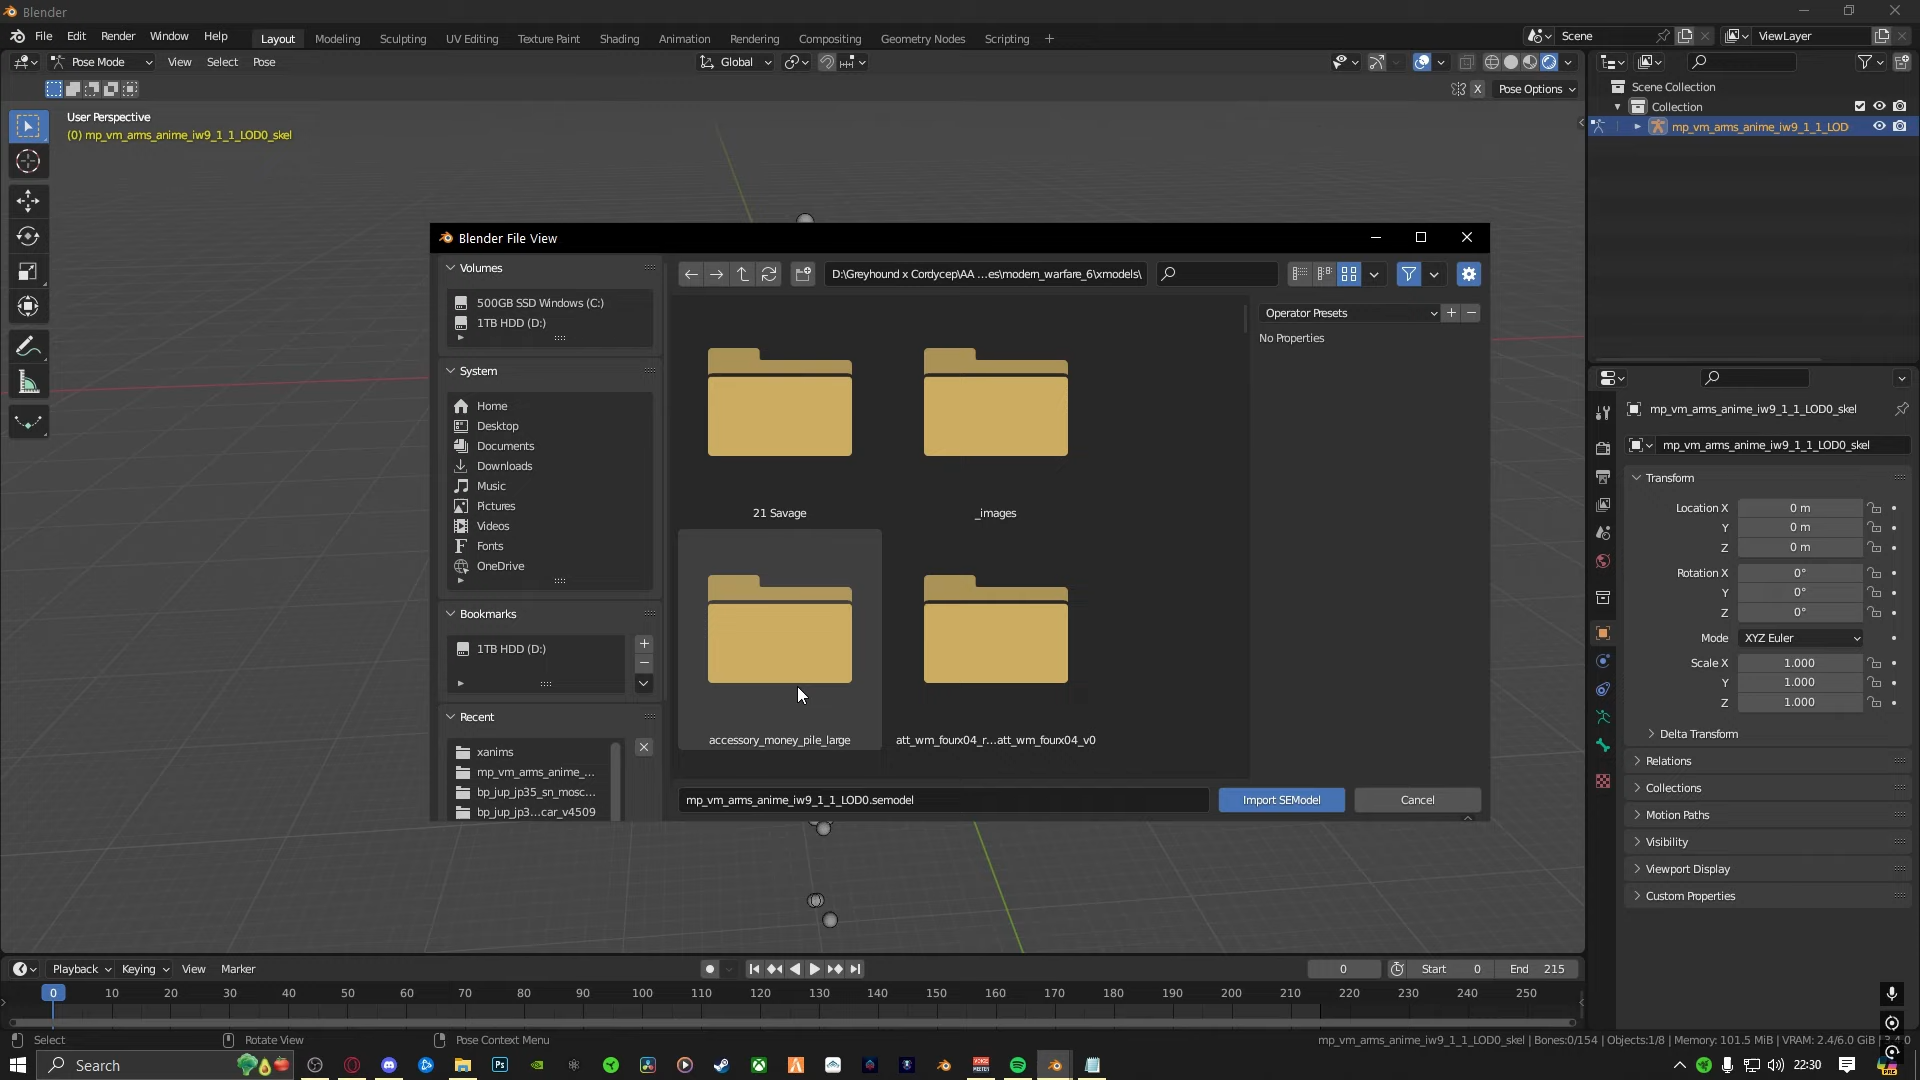 Blender
File Edit Render Window Help
Layout Modeling Sculpting UV Editing Texture Paint Shading Animation Rendering Compositing Geometry Nodes Scripting +
Scene
ViewLayer
Pose Mode View Select Pose
Global
X Pose Options
User Perspective
(0) mp_vm_arms_anime_iw9_1_1_LOD0_skel
Scene Collection
Collection
mp_vm_arms_anime_iw9_1_1_LOD
Blender File View
Volumes
500GB SSD Windows (C:)
1TB HDD (D:)
System
Home
Desktop
Documents
Downloads
Music
Pictures
Videos
Fonts
OneDrive
Bookmarks
1TB HDD (D:)
Recent
xanims
mp_vm_arms_anime_...
bp_jup_jp35_sn_mosc...
bp_jup_jp3...car_v4509
D:\Greyhound x Cordycep\AA ...es\modern_warfare_6\xmodels\
21 Savage
_images
accessory_money_pile_large
att_wm_fourx04_r...att_wm_fourx04_v0
Operator Presets
No Properties
mp_vm_arms_anime_iw9_1_1_LOD0.semodel
Import SEModel
Cancel
mp_vm_arms_anime_iw9_1_1_LOD0_skel
mp_vm_arms_anime_iw9_1_1_LOD0_skel
Transform
Location X 0 m
Y 0 m
Z 0 m
Rotation X 0°
Y 0°
Z 0°
Mode XYZ Euler
Scale X 1.000
Y 1.000
Z 1.000
Delta Transform
Relations
Collections
Motion Paths
Visibility
Viewport Display
Custom Properties
Playback Keying View Marker
0
Start 0
End 215
0 10 20 30 40 50 60 70 80 90 100 110 120 130 140 150 160 170 180 190 200 210 220 230 240 250
Select
Rotate View
Pose Context Menu
mp_vm_arms_anime_iw9_1_1_LOD0_skel | Bones:0/154 | Objects:1/8 | Memory: 101.5 MiB | VRAM: 2.4/6.0 GiB
Search
Ps
22:30